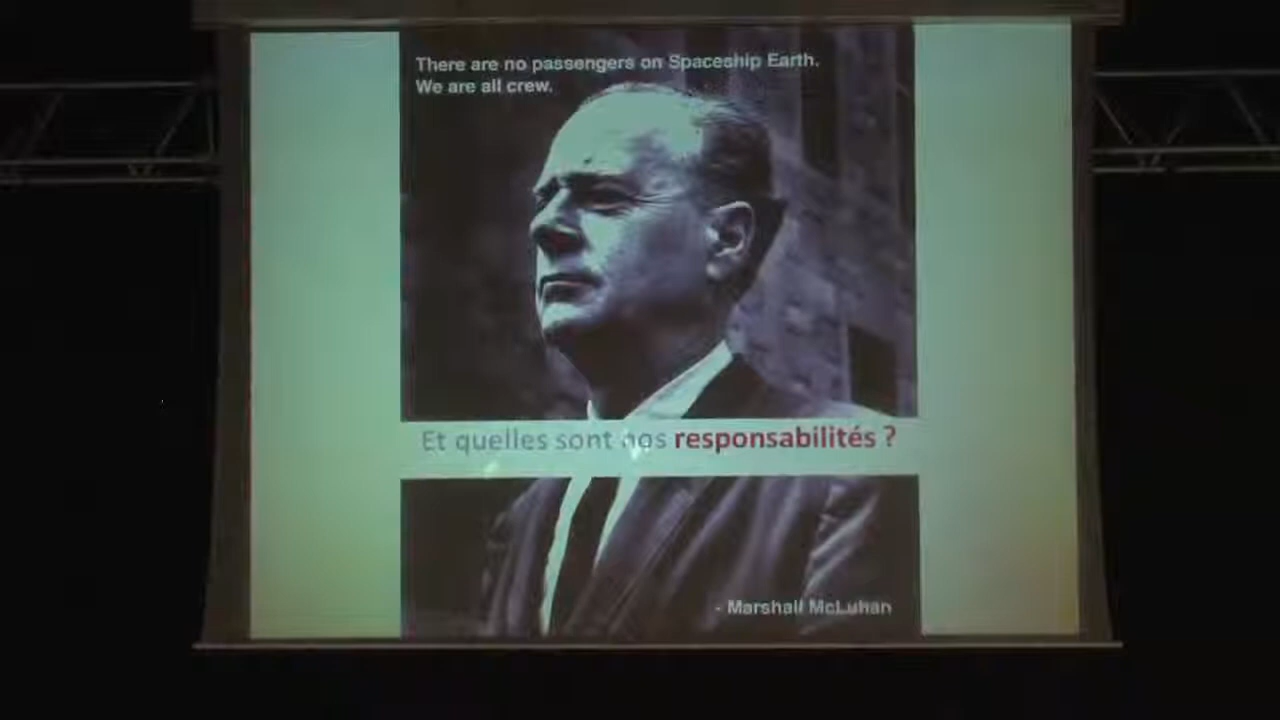 There are no passengers on Spaceship Earth.
We are all crew.
Et quelles sont nos responsabilités ?
- Marshall McLuhan